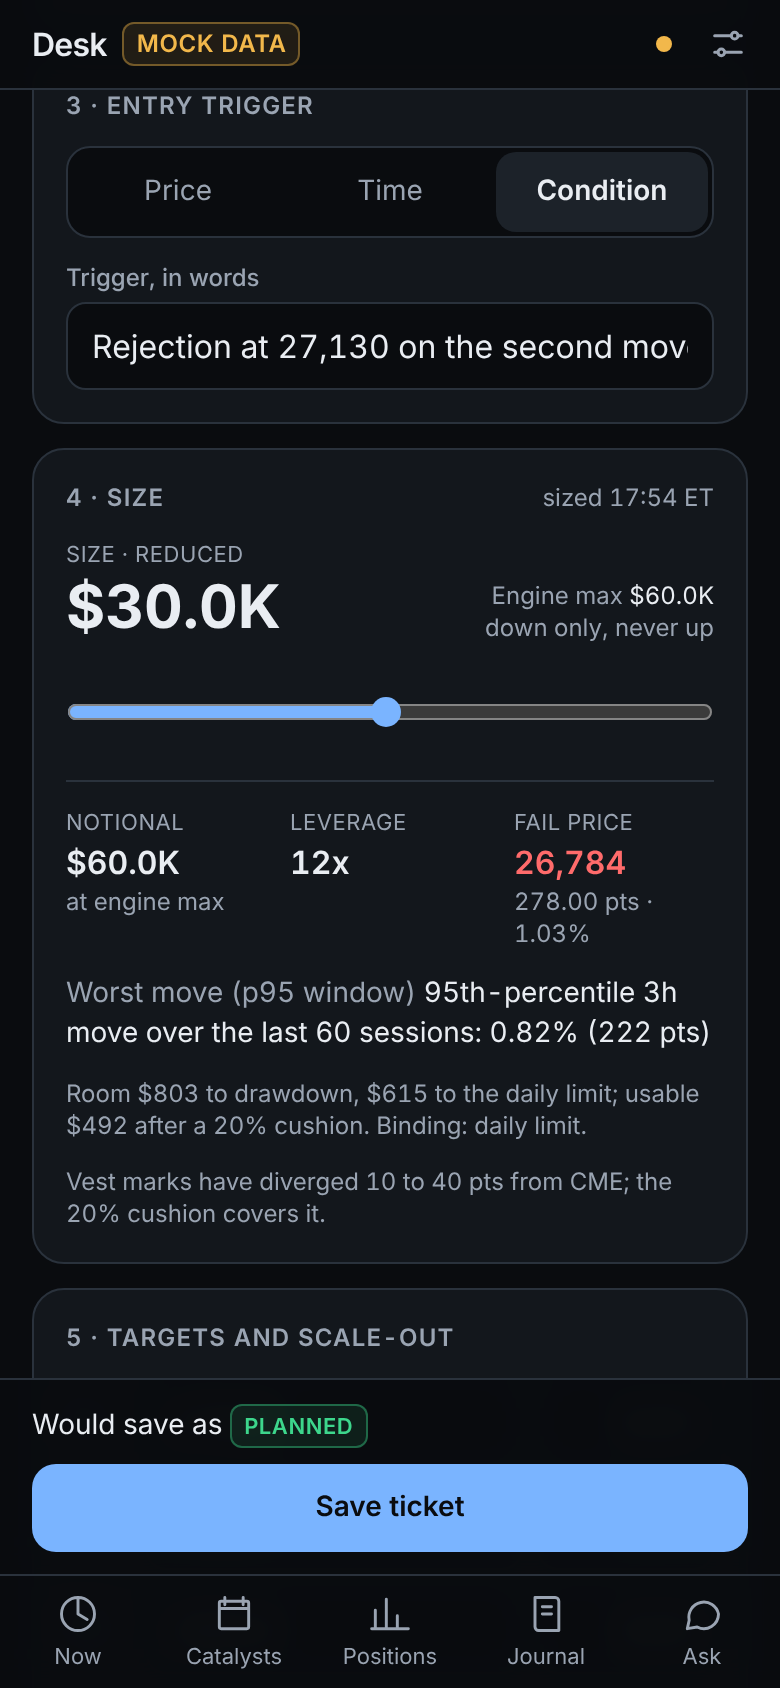 Desk MOCK DATA
3 · ENTRY TRIGGER
Price Time Condition
Trigger, in words
Rejection at 27,130 on the second
4 · SIZE sized 17:54 ET
SIZE · REDUCED
$30.0K
Engine max $60.0K
down only, never up
NOTIONAL LEVERAGE FAIL PRICE
$60.0K 12x 26,784
at engine max 278.00 pts ·
1.03%
Worst move (p95 window) 95th-percentile 3h
move over the last 60 sessions: 0.82% (222 pts)
Room $803 to drawdown, $615 to the daily limit; usable
$492 after a 20% cushion. Binding: daily limit.
Vest marks have diverged 10 to 40 pts from CME; the
20% cushion covers it.
5 · TARGETS AND SCALE-OUT
Would save as PLANNED
Save ticket
Now Catalysts Positions Journal Ask